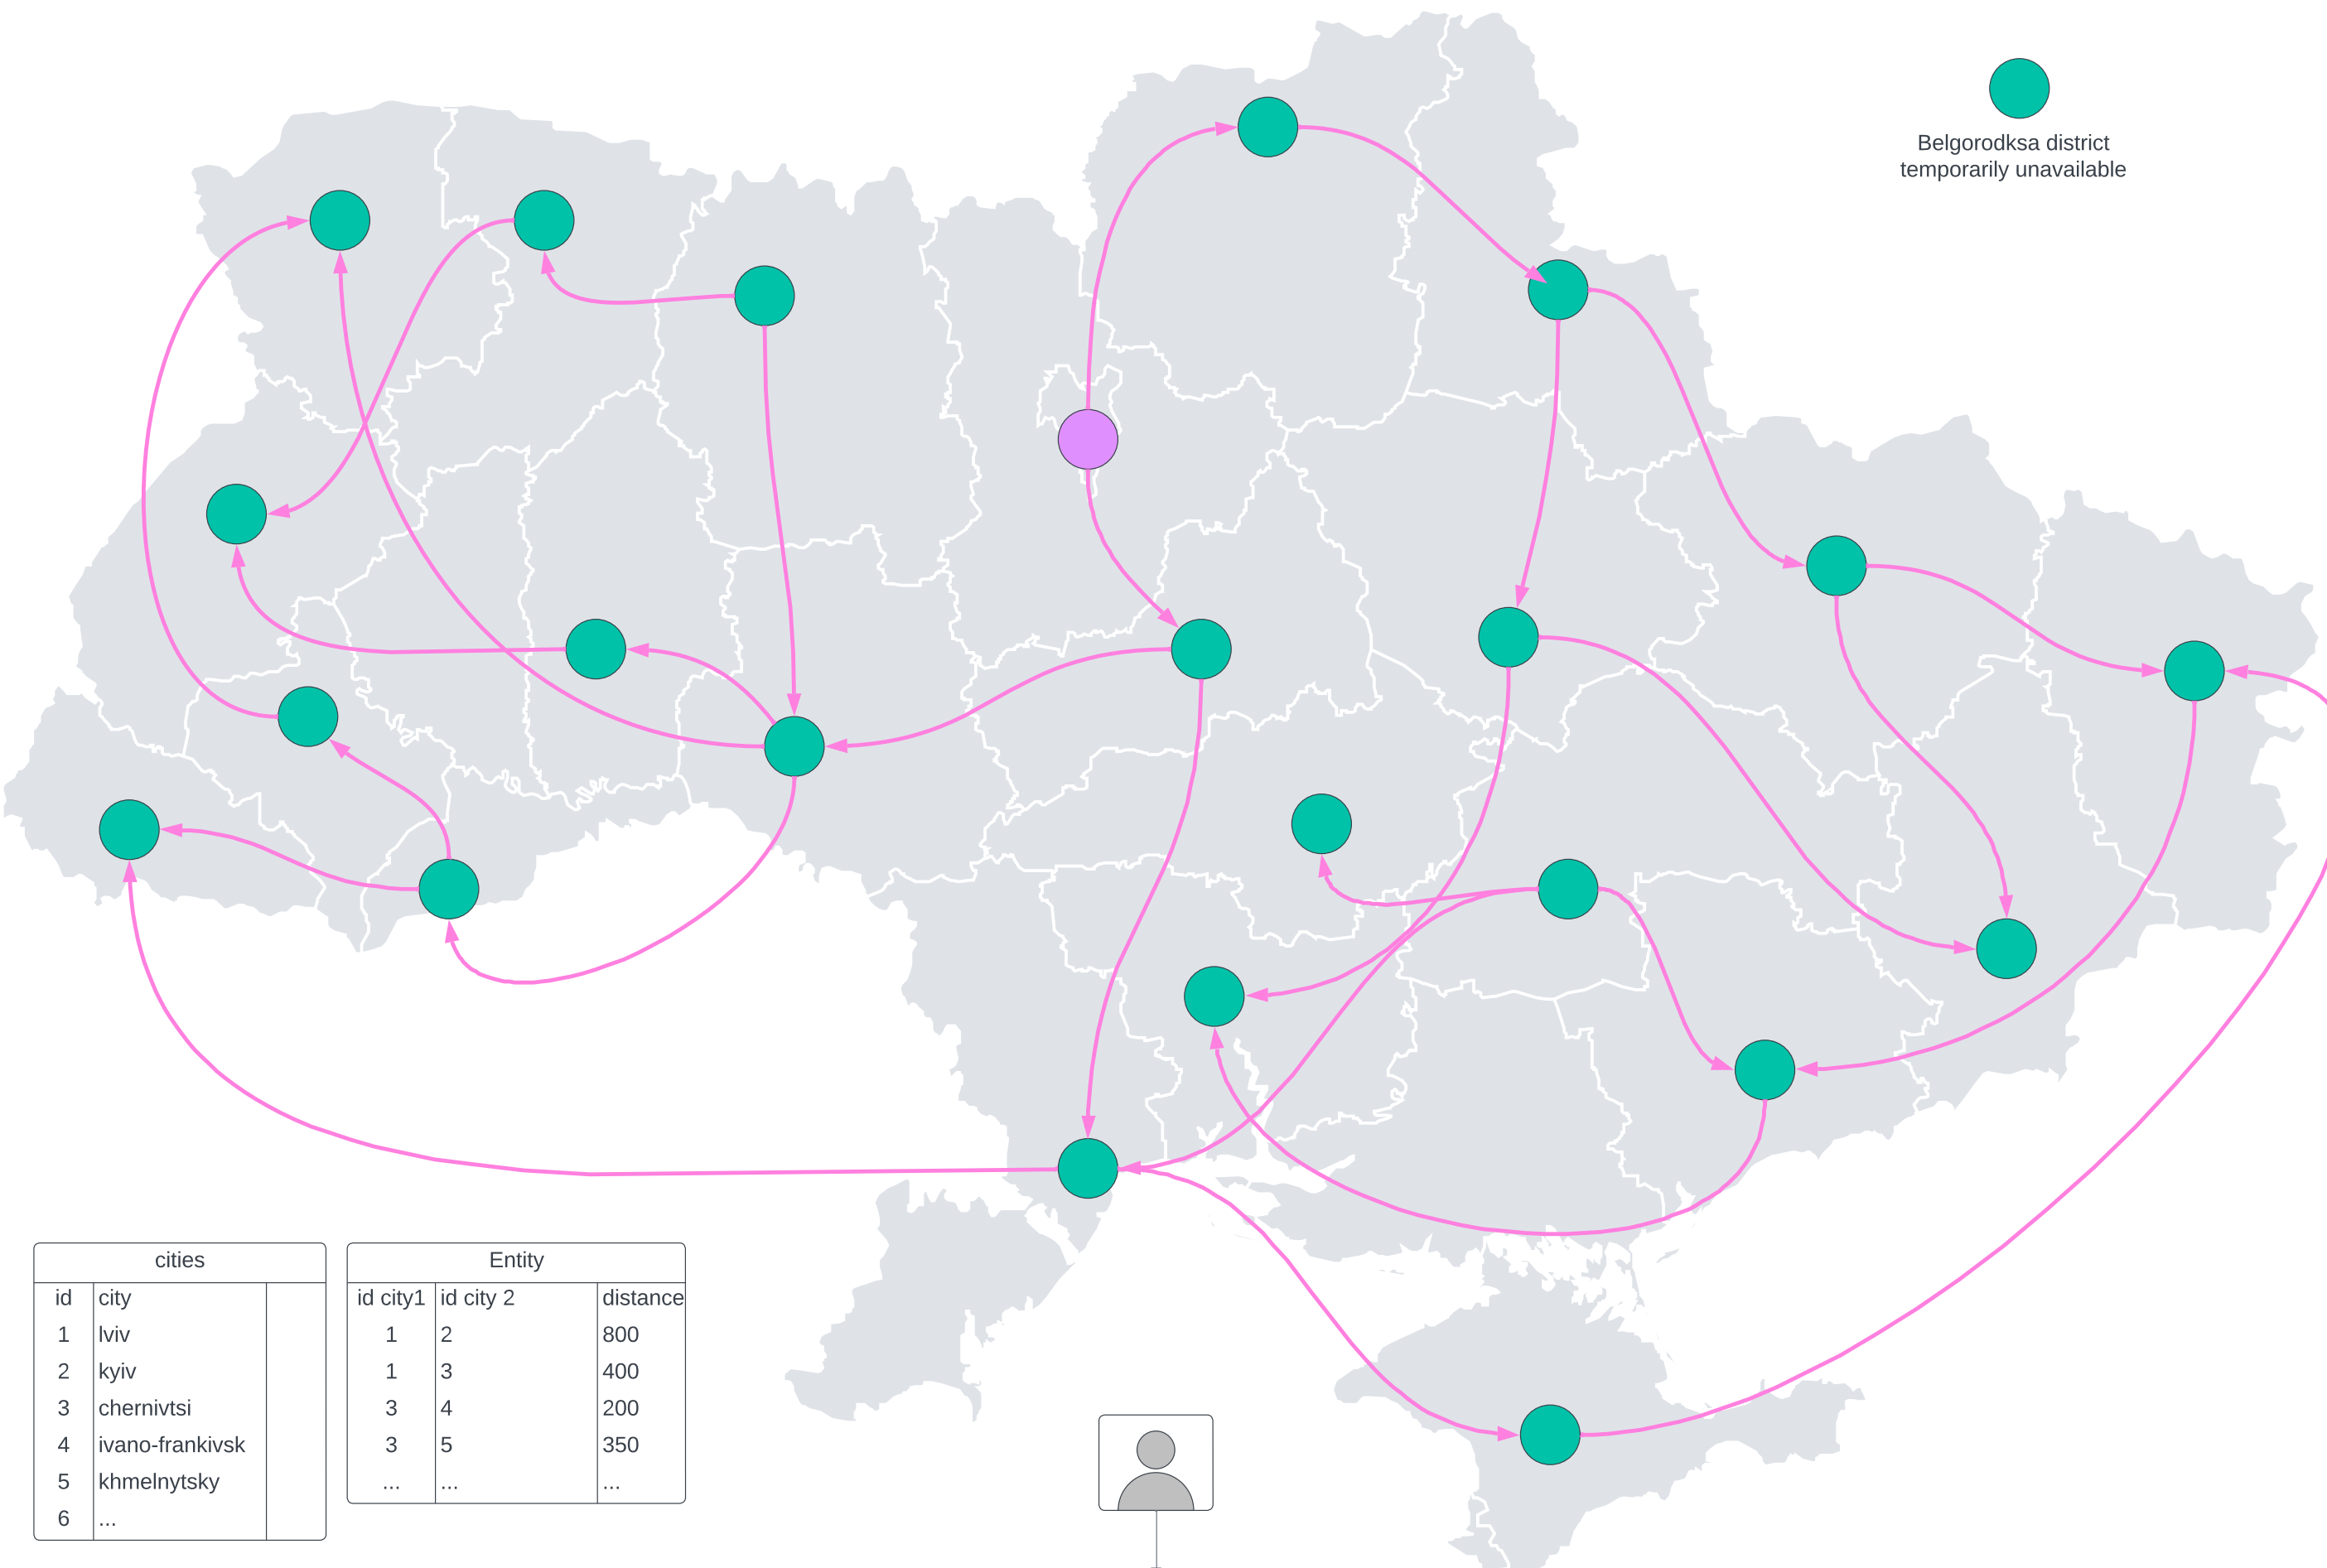 Belgorodksa district
temporarily unavailable
cities
id city
1 lviv
2 kyiv
3 chernivtsi
4 ivano-frankivsk
5 khmelnytsky
6 ...
Entity
id city1 id city 2 distance
1 2 800
1 3 400
3 4 200
3 5 350
... ... ...